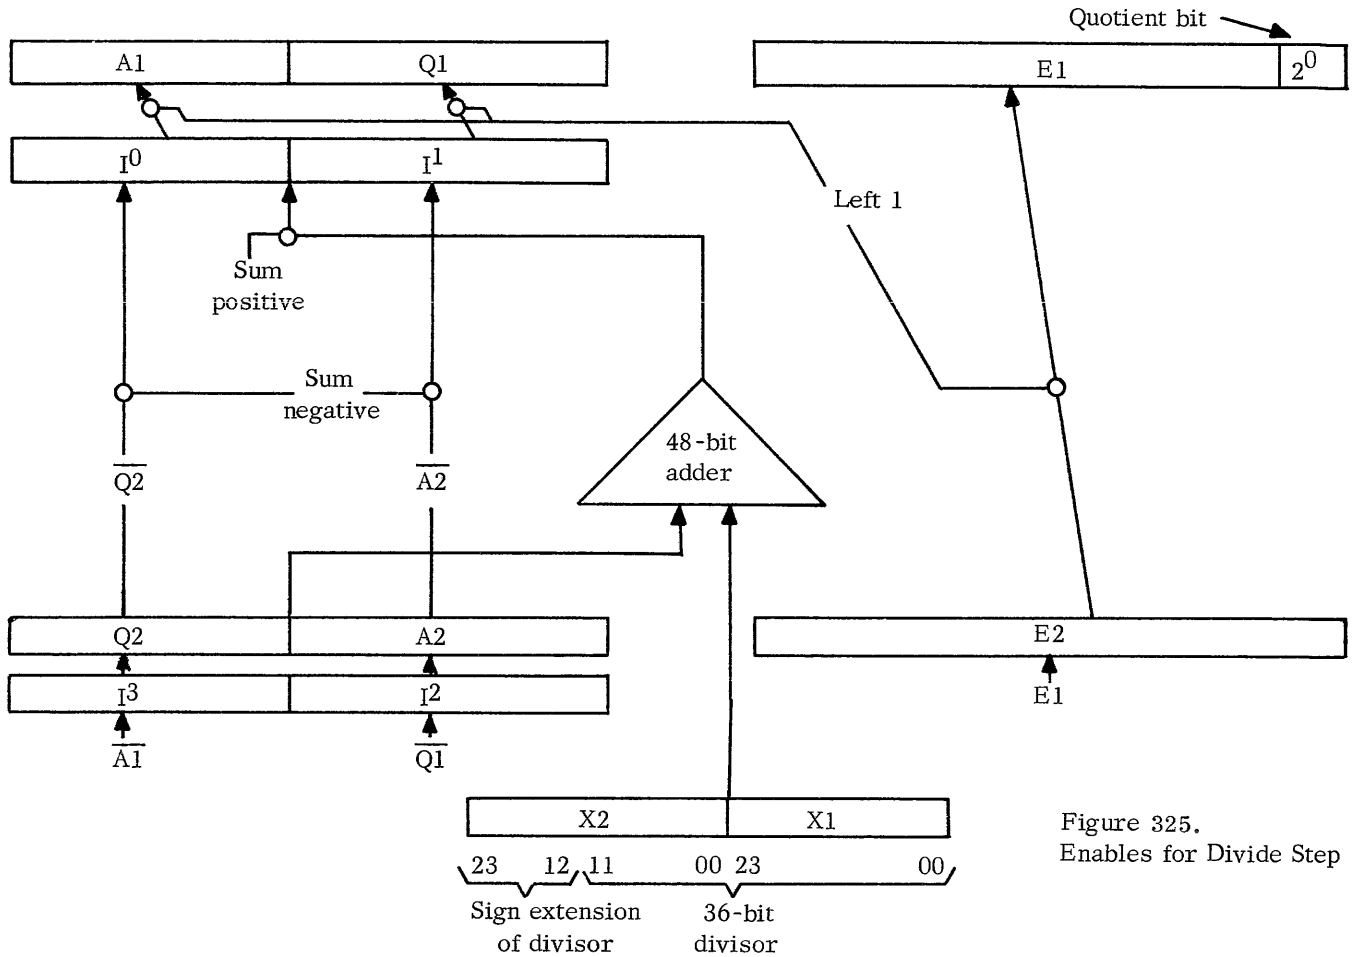 Quotient bit
A1 Q1
E1 2⁰
I⁰ I¹
Left 1
Sum
positive
Sum
negative
48-bit
adder
Q̅2̅ A̅2̅
Q2 A2
E2
I³ I²
A̅1̅ Q̅1̅
E1
X2 X1
23 12 11 00 23 00
Sign extension
of divisor
36-bit
divisor
Figure 325.
Enables for Divide Step